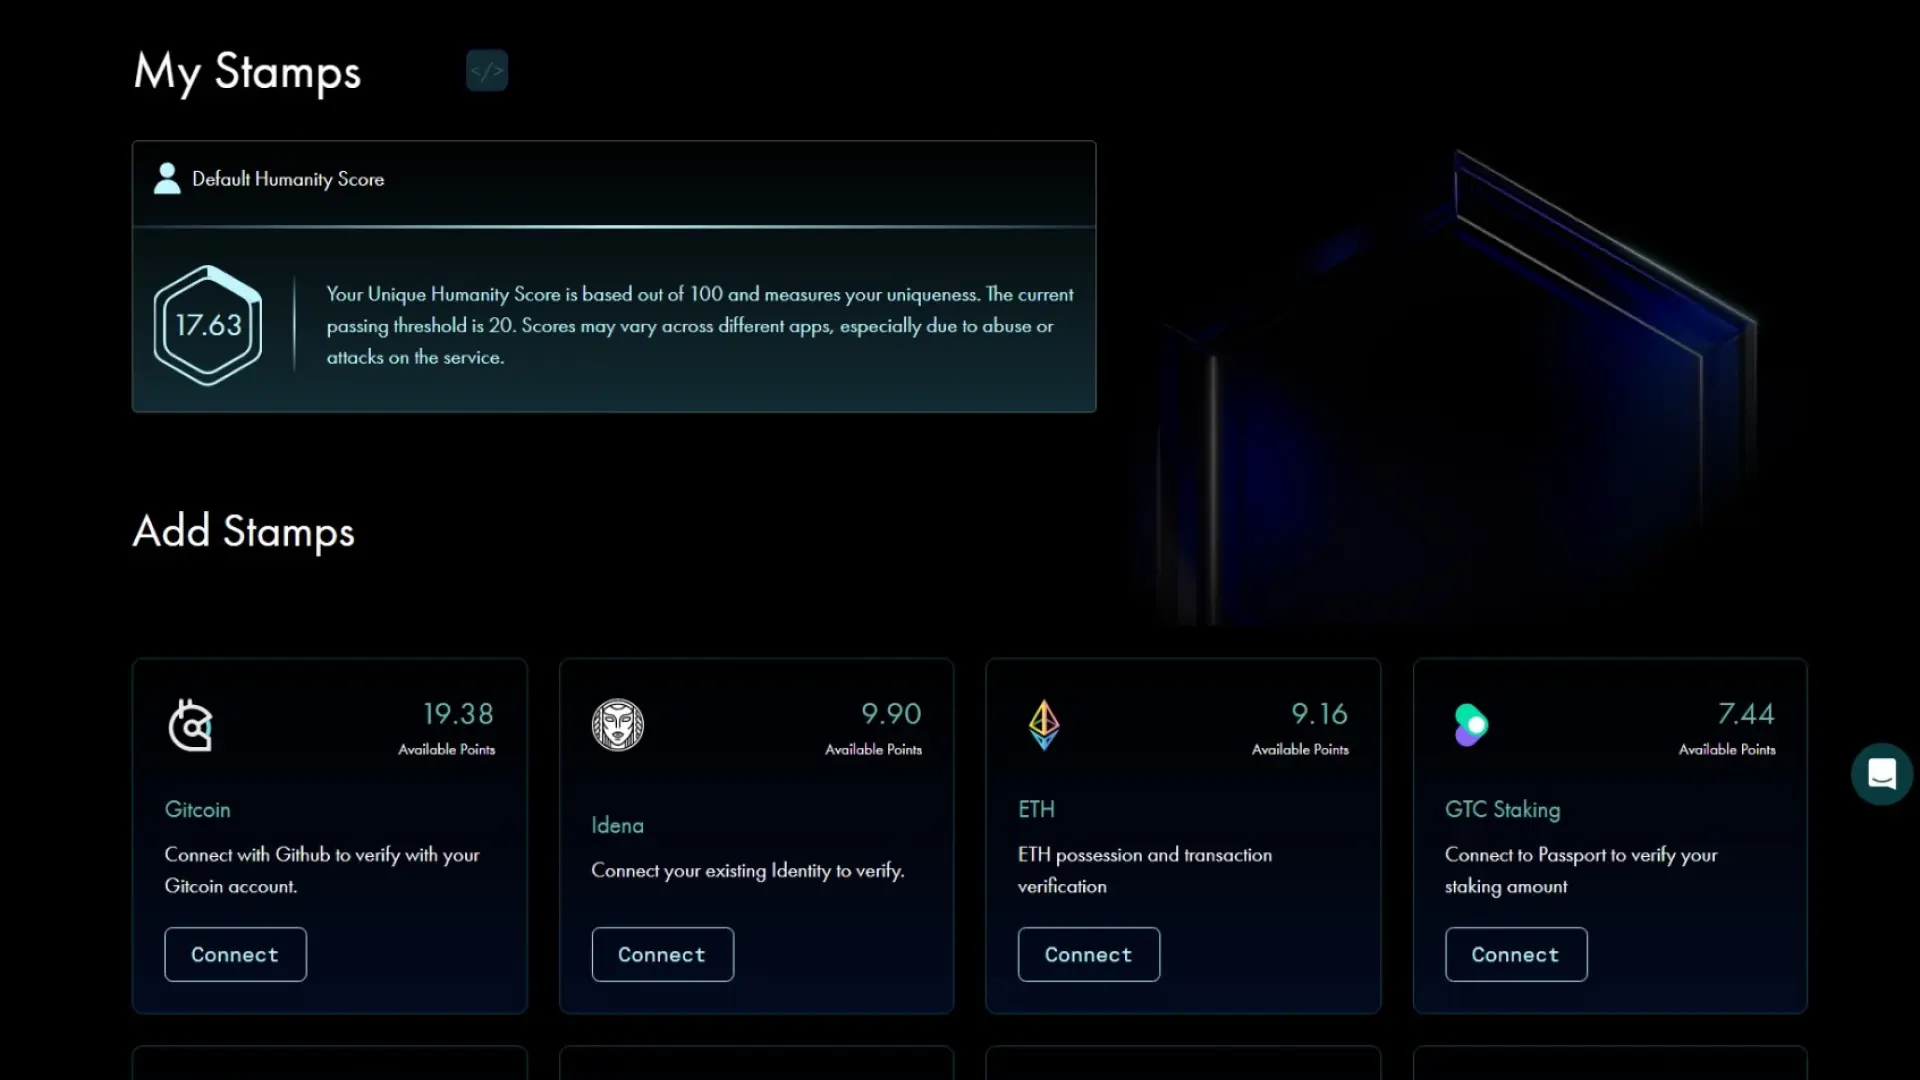 My Stamps
</>
Default Humanity Score
17.63
Your Unique Humanity Score is based out of 100 and measures your uniqueness. The current
passing threshold is 20. Scores may vary across different apps, especially due to abuse or
attacks on the service.
Add Stamps
19.38
Available Points
Gitcoin
Connect with Github to verify with your
Gitcoin account.
Connect
9.90
Available Points
Idena
Connect your existing Identity to verify.
Connect
9.16
Available Points
ETH
ETH possession and transaction
verification
Connect
7.44
Available Points
GTC Staking
Connect to Passport to verify your
staking amount
Connect